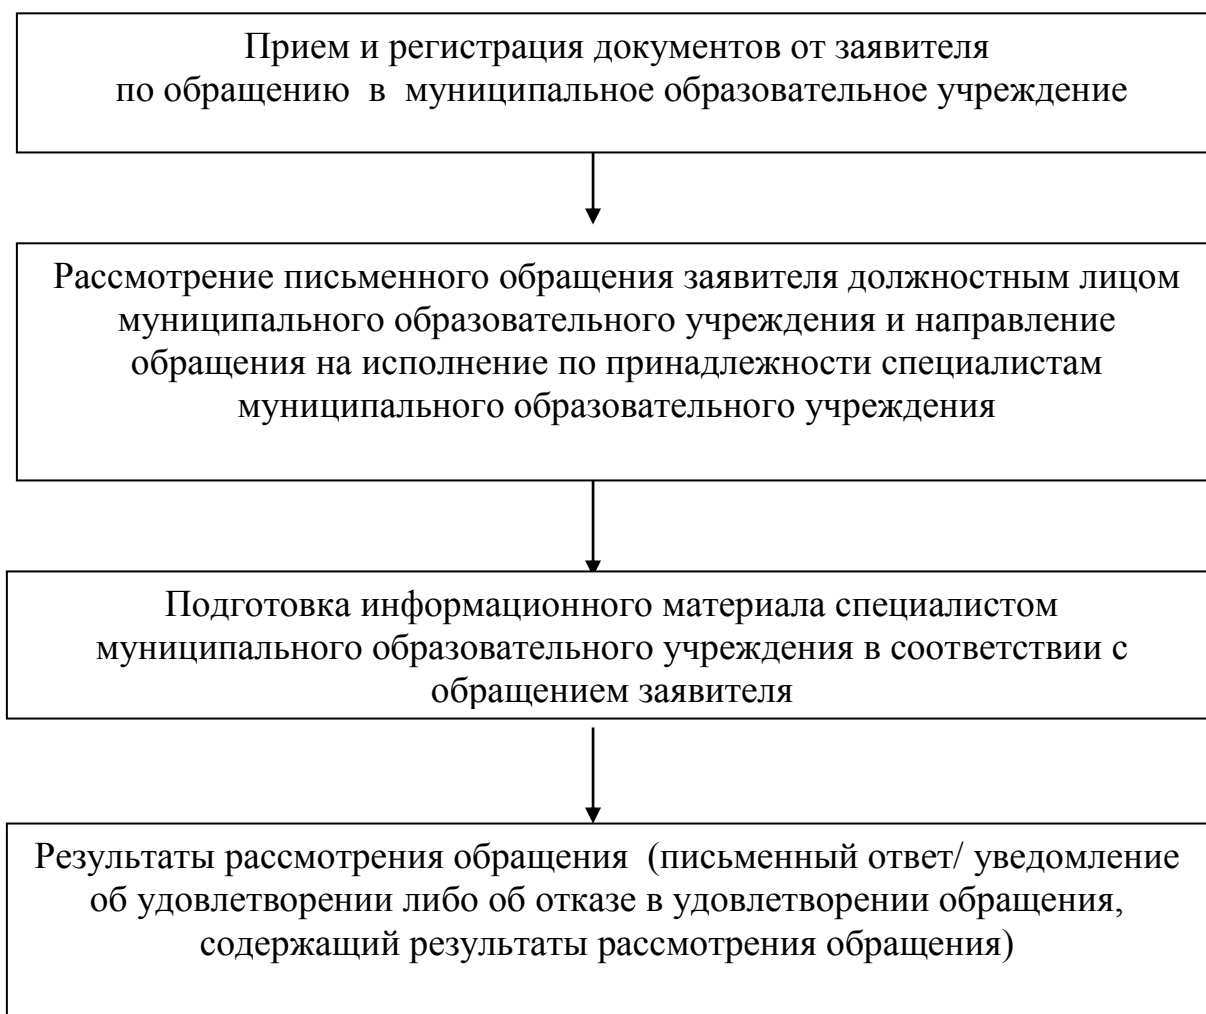 Прием и регистрация документов от заявителя
по обращению в муниципальное образовательное учреждение
Рассмотрение письменного обращения заявителя должностным лицом
муниципального образовательного учреждения и направление
обращения на исполнение по принадлежности специалистам
муниципального образовательного учреждения
Подготовка информационного материала специалистом
муниципального образовательного учреждения в соответствии с
обращением заявителя
Результаты рассмотрения обращения (письменный ответ/ уведомление
об удовлетворении либо об отказе в удовлетворении обращения,
содержащий результаты рассмотрения обращения)